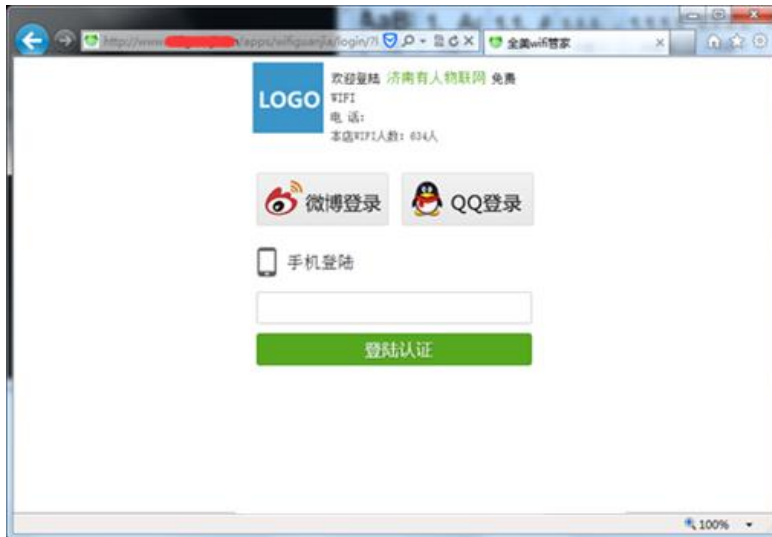 http://www.
/apps/wifiguanjia/login/?i
全美wifi管家
LOGO
欢迎登陆 济南有人物联网 免费
WIFI
电 话:
本店WIFI人数: 634人
微博登录
QQ登录
手机登陆
登陆认证
100%